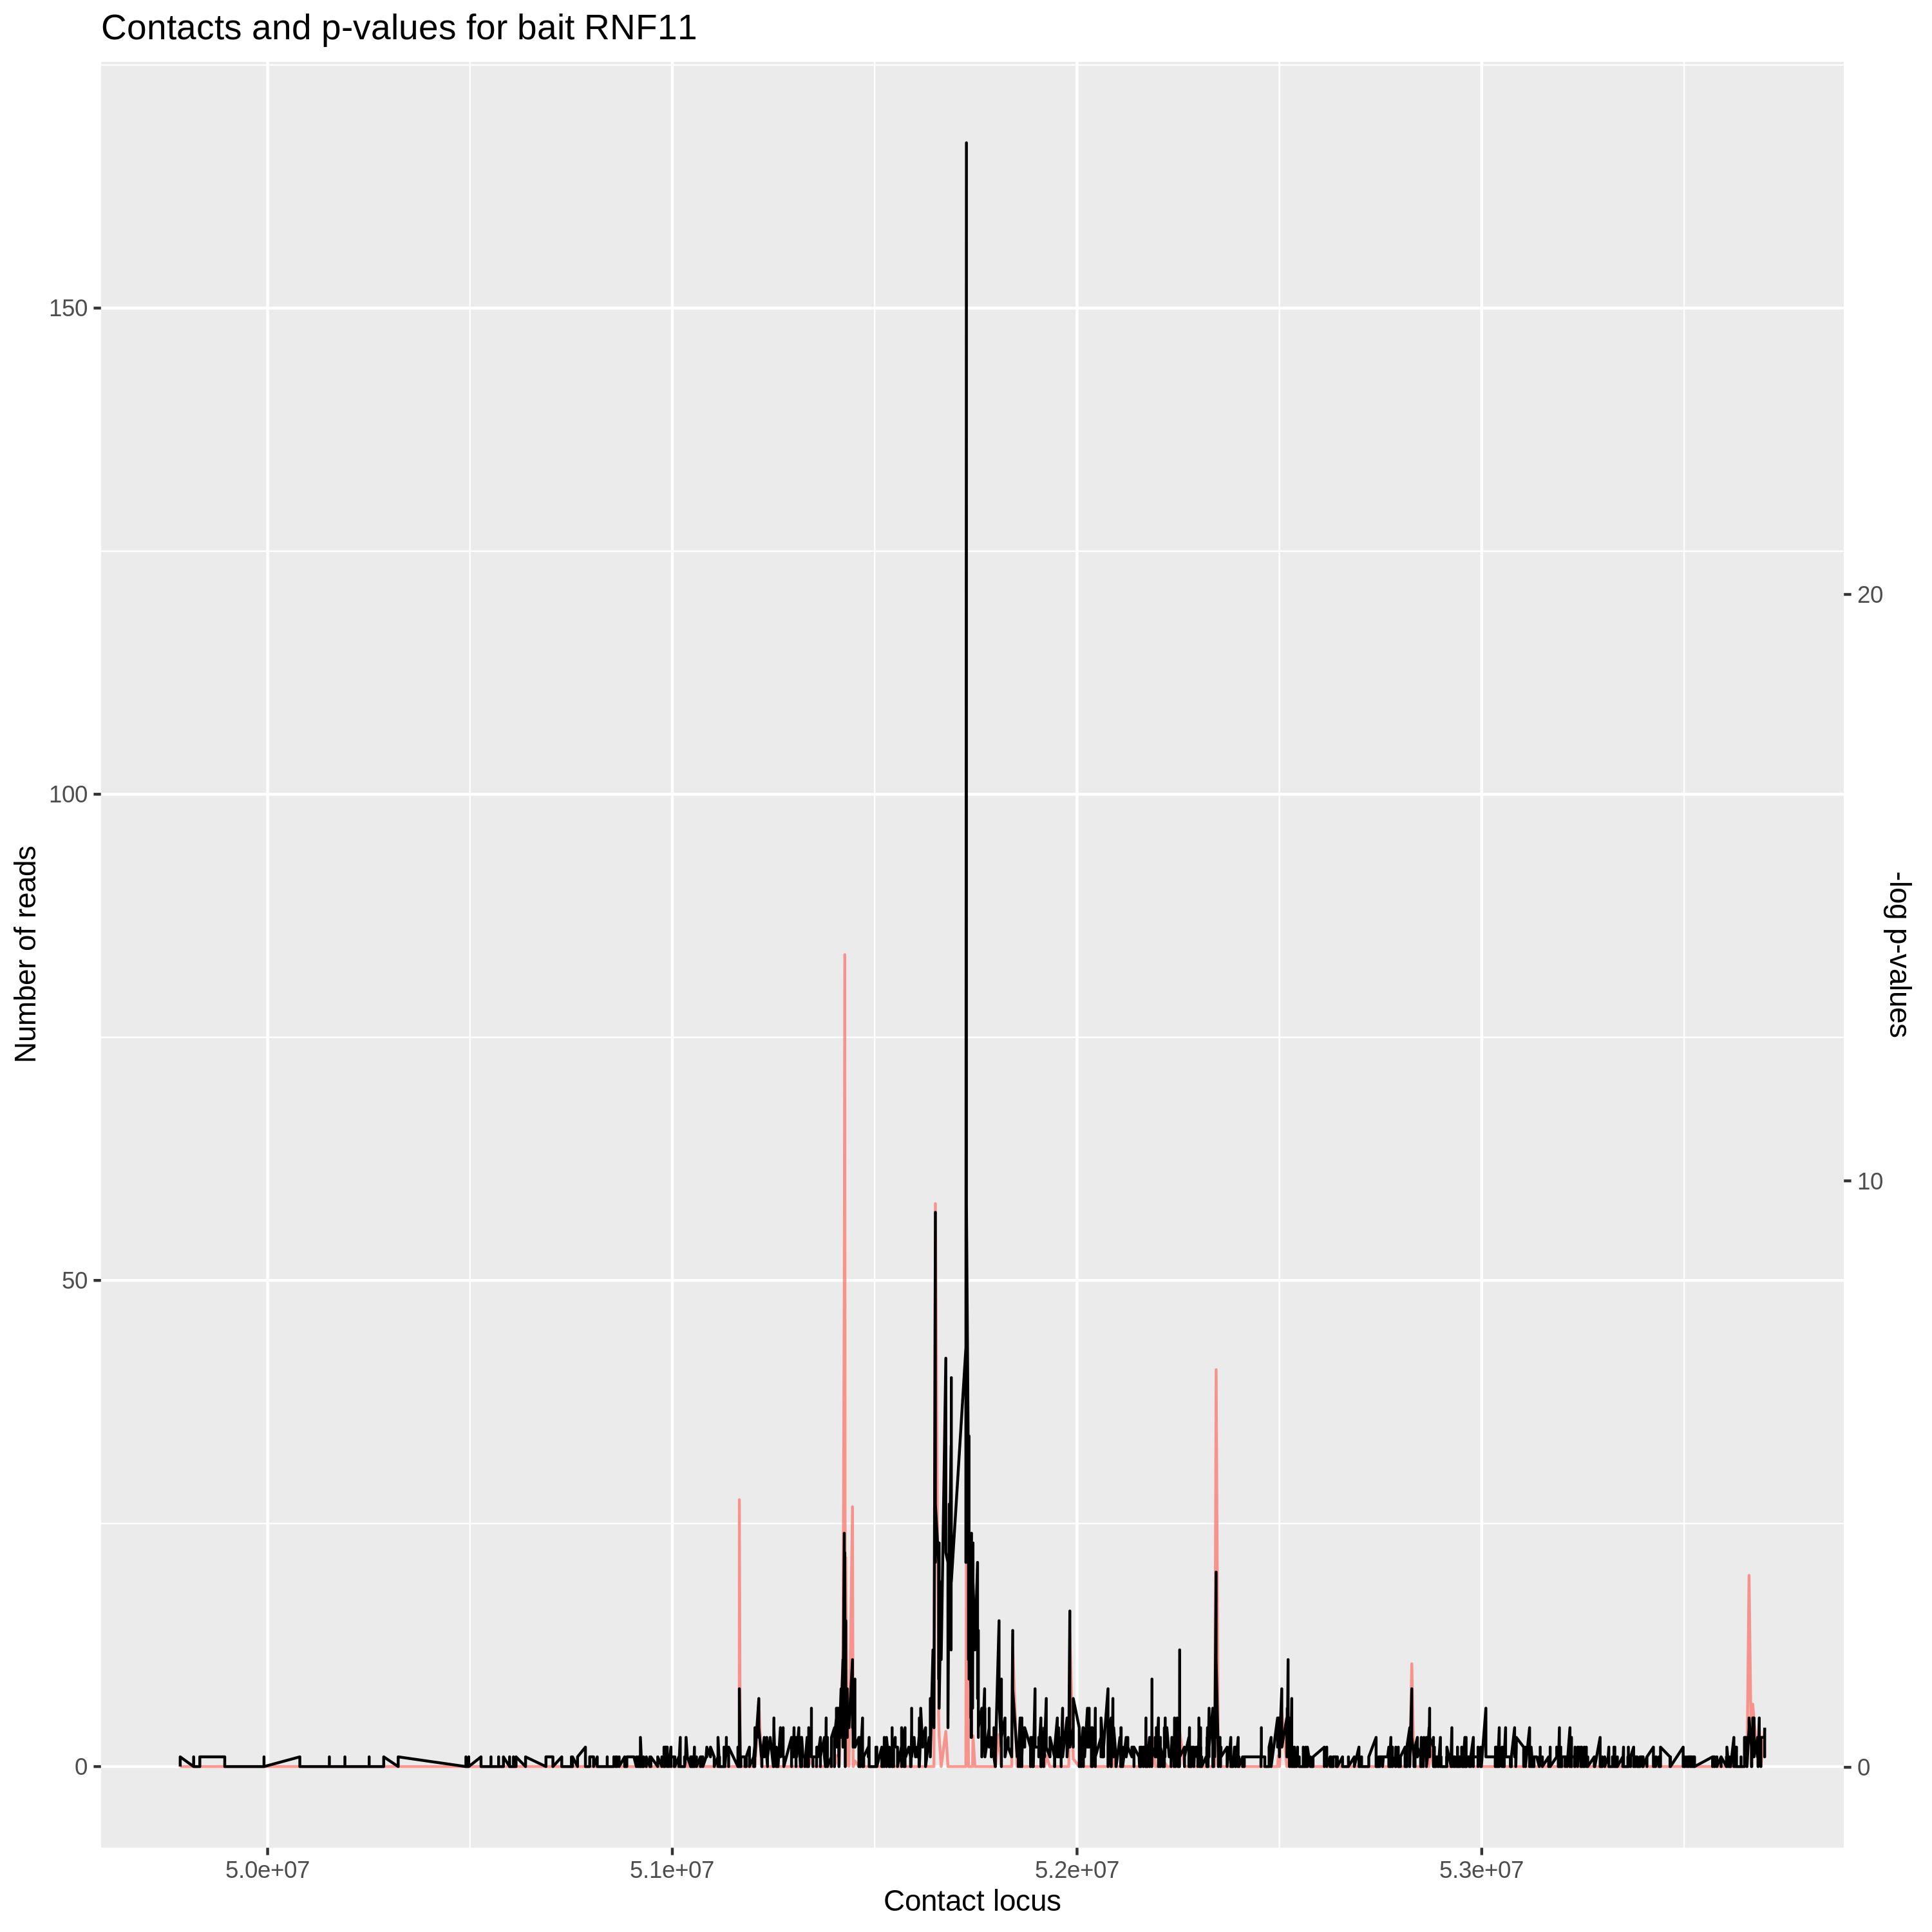 Contacts and p-values for bait RNF11
150
100
50
0
Number of reads
20
10
0
-log p-values
5.0e+07 5.1e+07 5.2e+07 5.3e+07
Contact locus